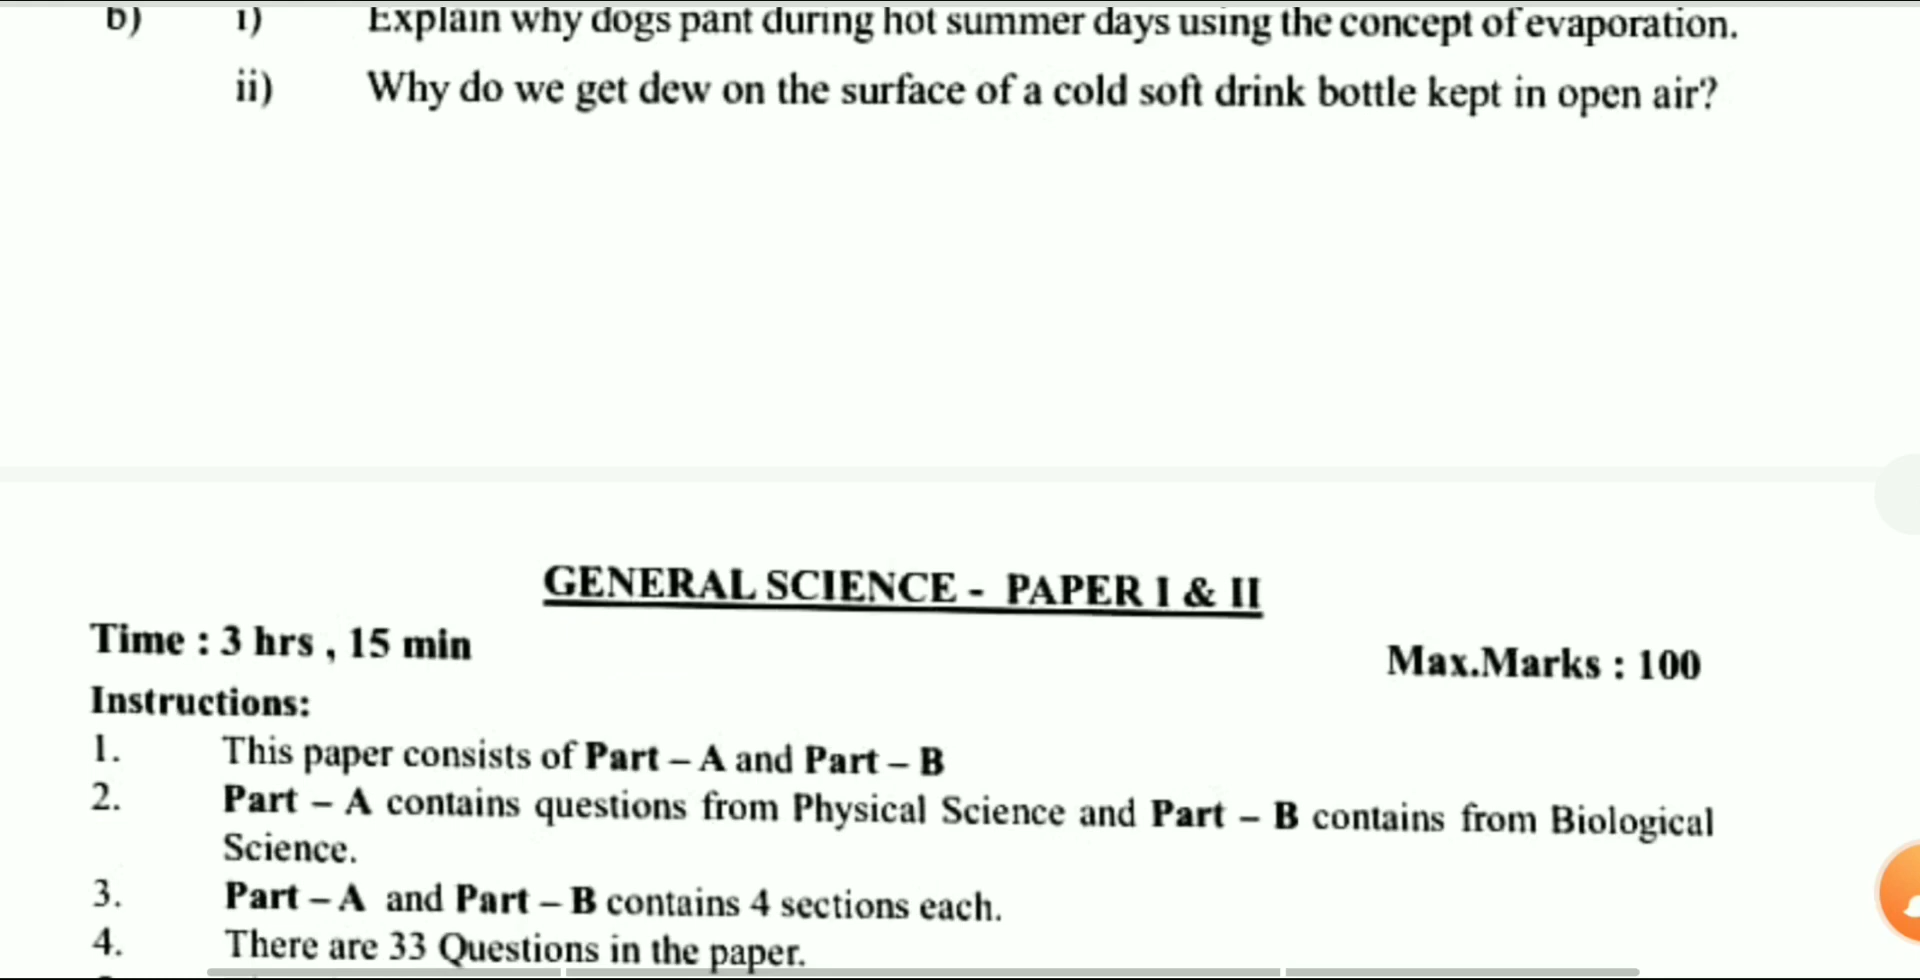 b) i) Explain why dogs pant during hot summer days using the concept of evaporation.
ii) Why do we get dew on the surface of a cold soft drink bottle kept in open air?
GENERAL SCIENCE - PAPER I & II
Time : 3 hrs , 15 min
Max.Marks : 100
Instructions:
1. This paper consists of Part – A and Part – B
2. Part – A contains questions from Physical Science and Part – B contains from Biological
Science.
3. Part – A and Part – B contains 4 sections each.
4. There are 33 Questions in the paper.